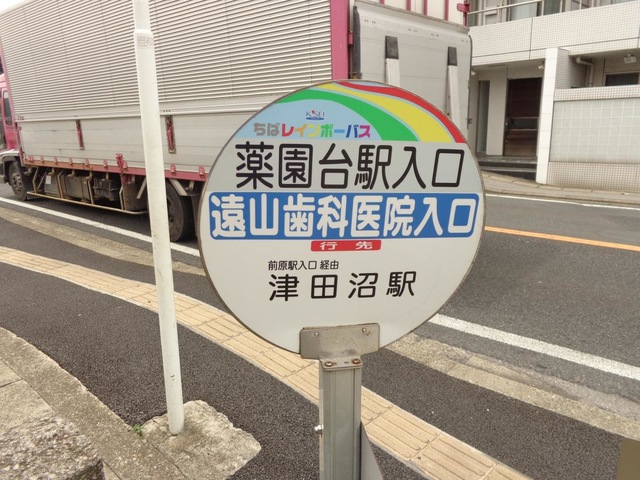 ちばレインボーバス
薬園台駅入口
遠山歯科医院入口
行先
前原駅入口 経由
津田沼駅